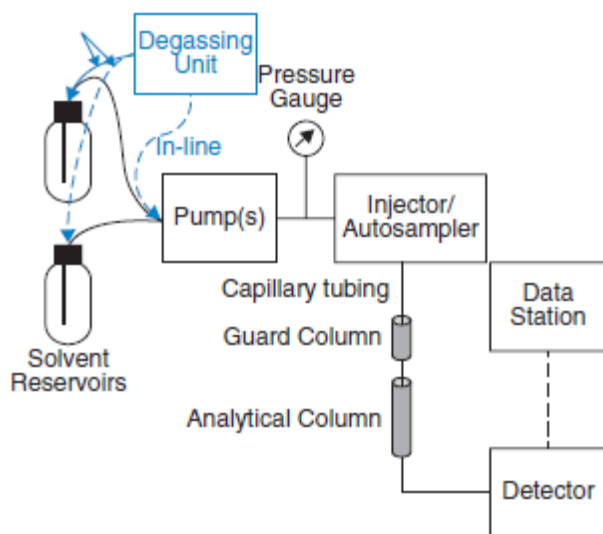 Degassing
Unit
Pressure
Gauge
In-line
Pump(s)
Injector/
Autosampler
Capillary tubing
Data
Station
Guard Column
Solvent
Reservoirs
Analytical Column
Detector